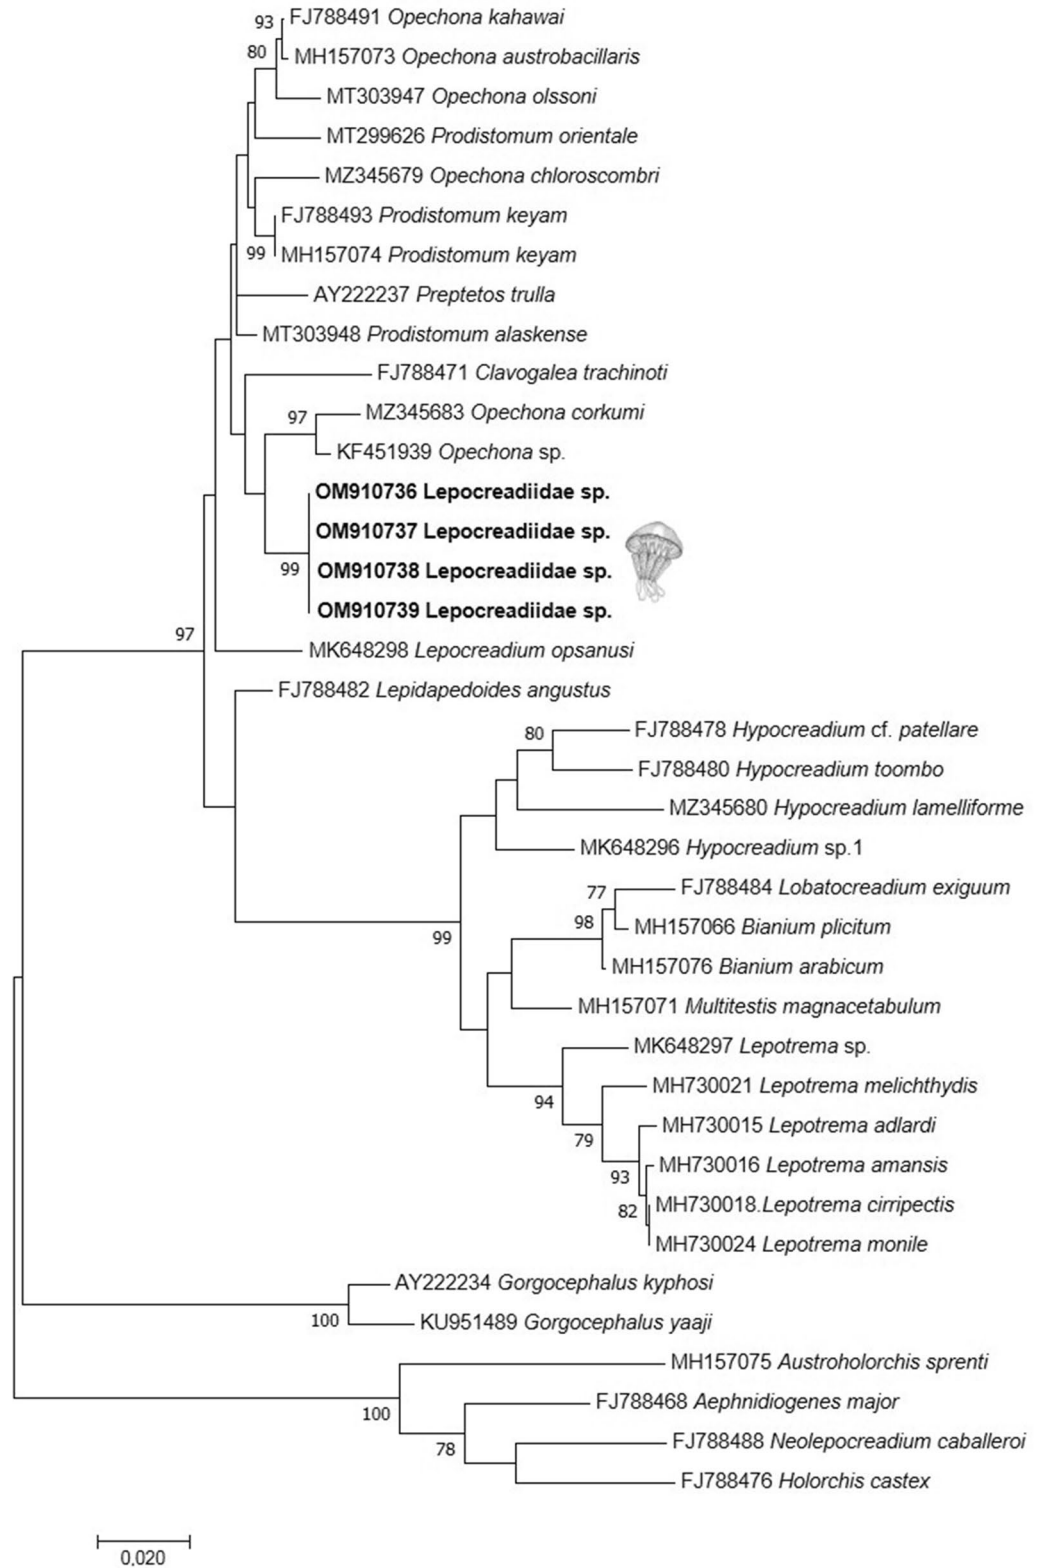 93
FJ788491 Opechona kahawai
80
MH157073 Opechona austrobacillaris
MT303947 Opechona olssoni
MT299626 Prodistomum orientale
MZ345679 Opechona chloroscombri
FJ788493 Prodistomum keyam
99
MH157074 Prodistomum keyam
AY222237 Preptetos trulla
MT303948 Prodistomum alaskense
FJ788471 Clavogalea trachinoti
97
MZ345683 Opechona corkumi
KF451939 Opechona sp.
OM910736 Lepocreadiidae sp.
OM910737 Lepocreadiidae sp.
99
OM910738 Lepocreadiidae sp.
OM910739 Lepocreadiidae sp.
97
MK648298 Lepocreadium opsanusi
FJ788482 Lepidapedoides angustus
80
FJ788478 Hypocreadium cf. patellare
FJ788480 Hypocreadium toombo
MZ345680 Hypocreadium lamelliforme
MK648296 Hypocreadium sp.1
77
FJ788484 Lobatocreadium exiguum
98
MH157066 Bianium plicitum
99
MH157076 Bianium arabicum
MH157071 Multitestis magnacetabulum
MK648297 Lepotrema sp.
94
MH730021 Lepotrema melichthydis
79
MH730015 Lepotrema adlardi
93
MH730016 Lepotrema amansis
82
MH730018.Lepotrema cirripectis
MH730024 Lepotrema monile
AY222234 Gorgocephalus kyphosi
100
KU951489 Gorgocephalus yaaji
MH157075 Austroholorchis sprenti
100
FJ788468 Aephnidiogenes major
78
FJ788488 Neolepocreadium caballeroi
FJ788476 Holorchis castex
0,020